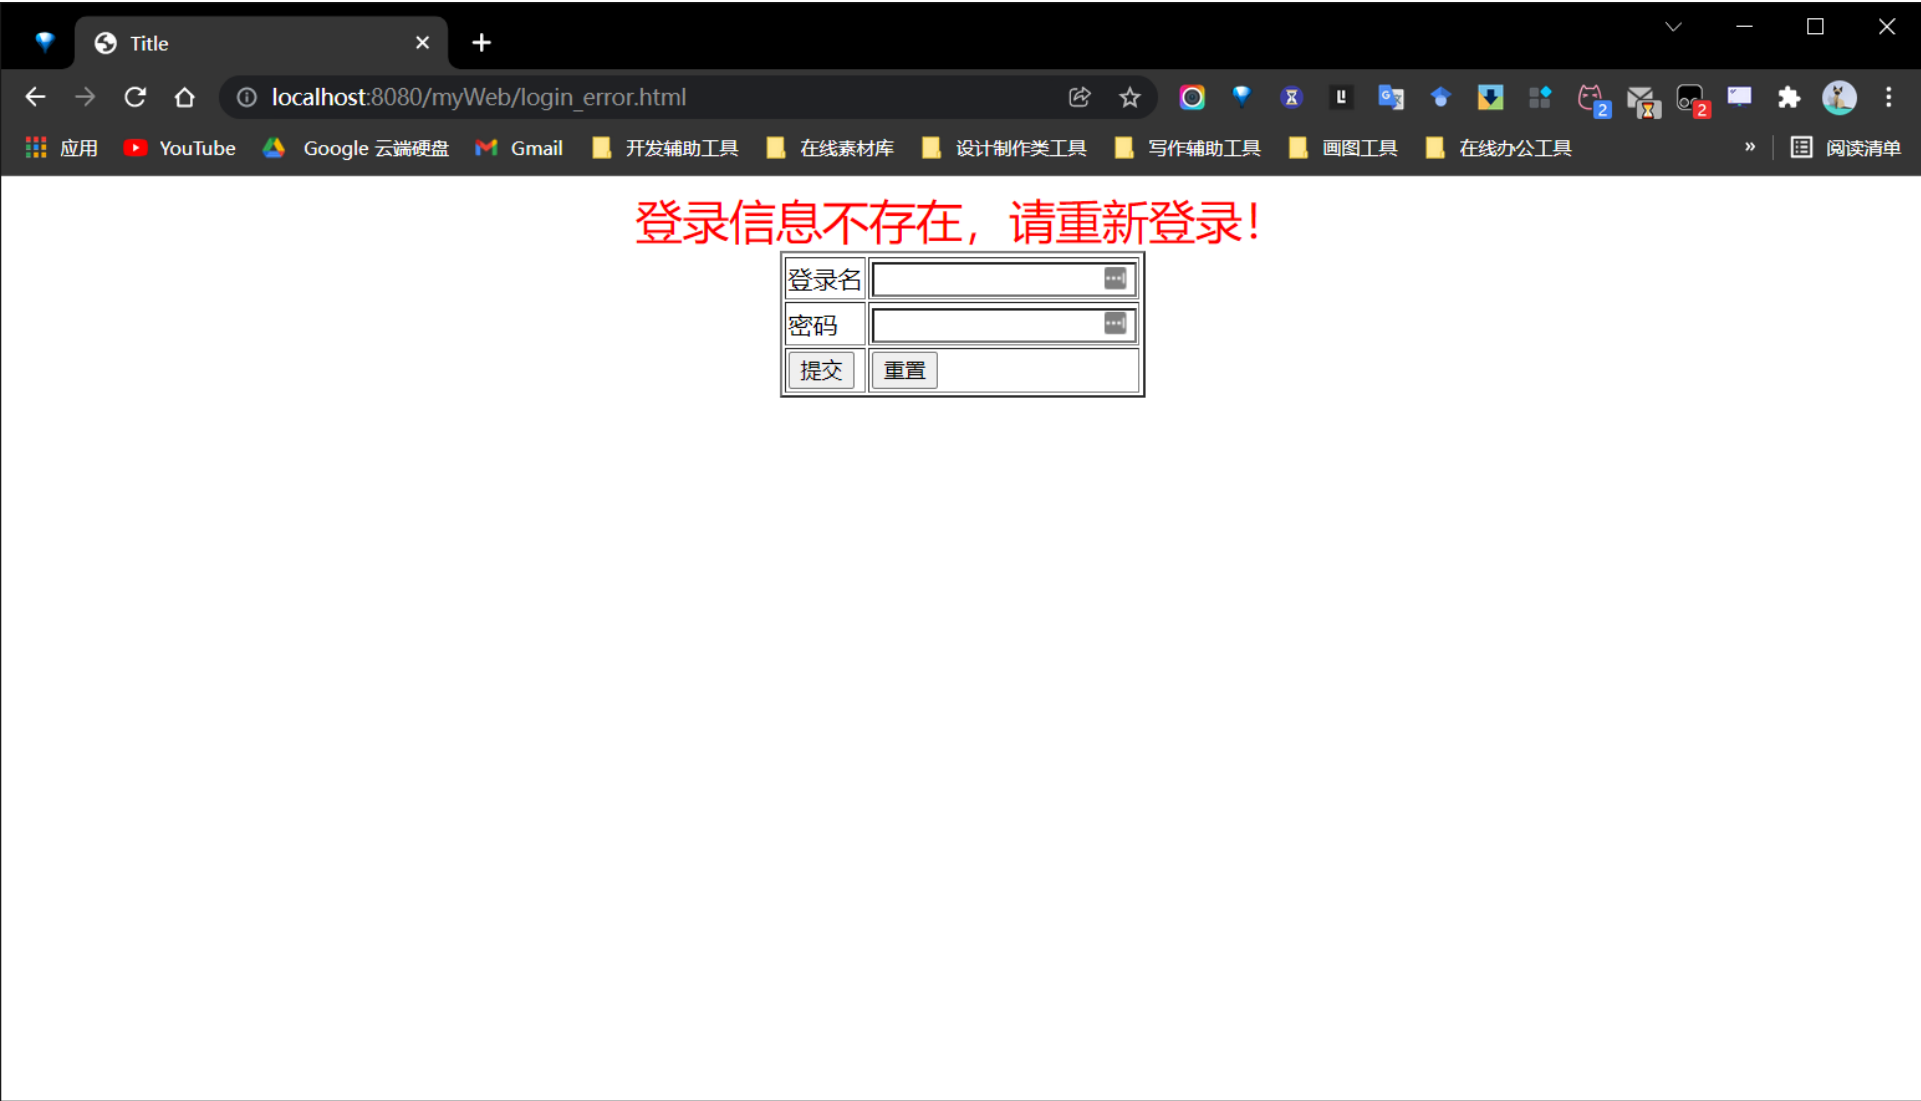 Title
localhost:8080/myWeb/login_error.html
2
2
应用 YouTube Google 云端硬盘 Gmail 开发辅助工具 在线素材库 设计制作类工具 写作辅助工具 画图工具 在线办公工具 » 阅读清单
登录信息不存在，请重新登录！
登录名
密码
提交 重置